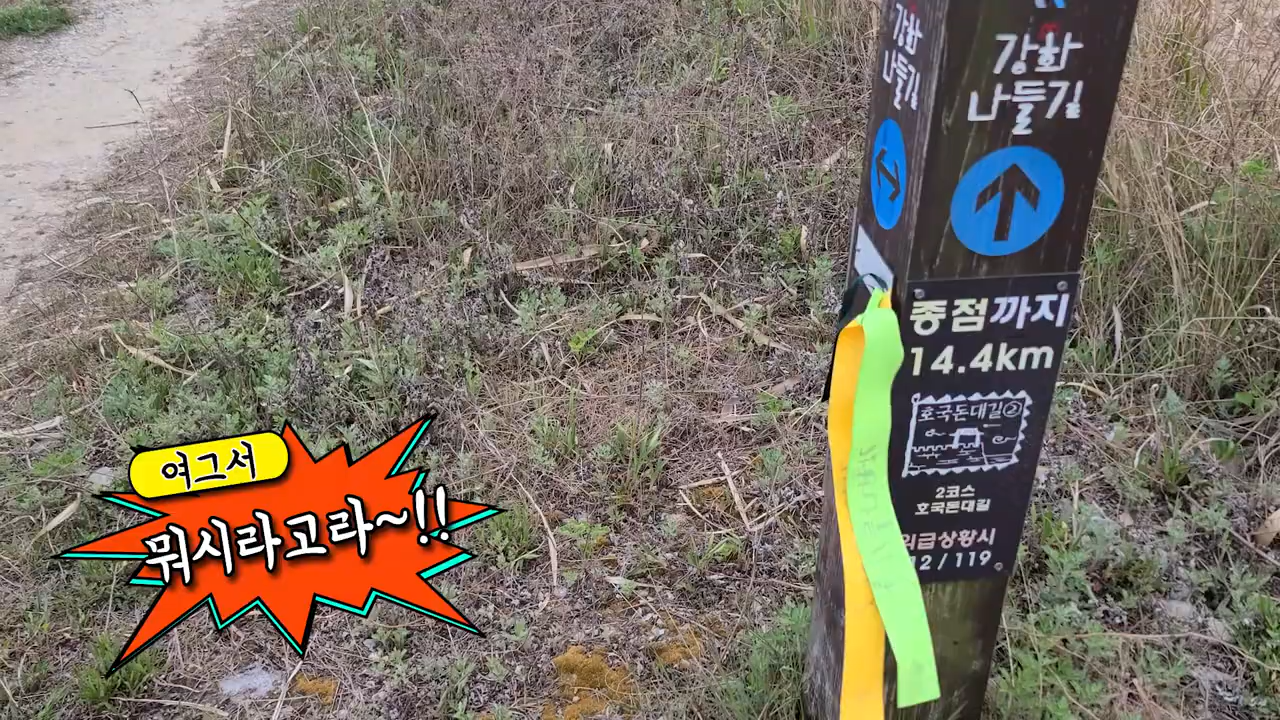 강화
나들길
강화
나들길
종점까지
14.4km
호국돈대길②
2코스
호국돈대길
위급상황시
12/119
여그서
뭐시라고라~!!